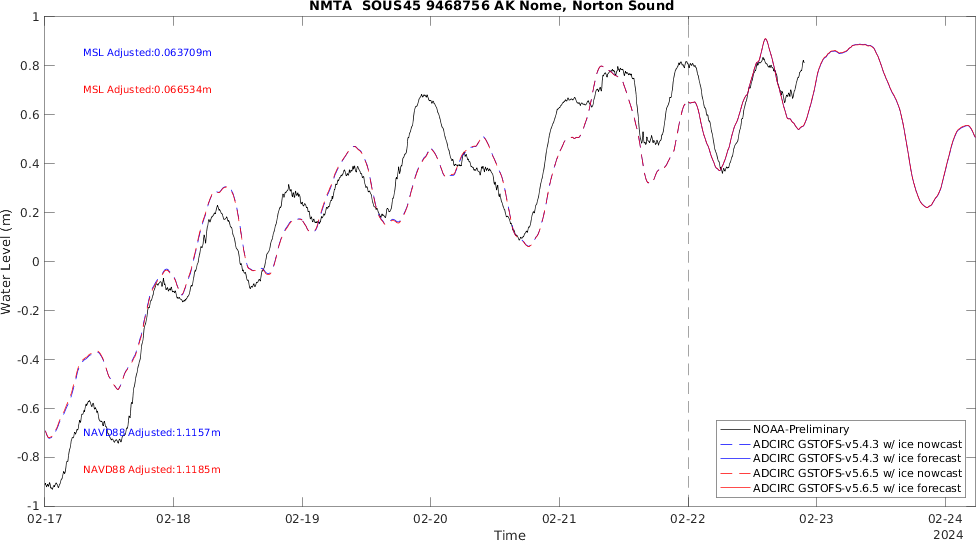 NMTA  SOUS45 9468756 AK Nome, Norton Sound
1
0.8
0.6
0.4
0.2
0
-0.2
-0.4
-0.6
-0.8
-1
Water Level (m)
MSL Adjusted:0.063709m
MSL Adjusted:0.066534m
NAVD88 Adjusted:1.1157m
NAVD88 Adjusted:1.1185m
NOAA-Preliminary
ADCIRC GSTOFS-v5.4.3 w/ ice nowcast
ADCIRC GSTOFS-v5.4.3 w/ ice forecast
ADCIRC GSTOFS-v5.6.5 w/ ice nowcast
ADCIRC GSTOFS-v5.6.5 w/ ice forecast
02-17 02-18 02-19 02-20 02-21 02-22 02-23 02-24
Time 2024